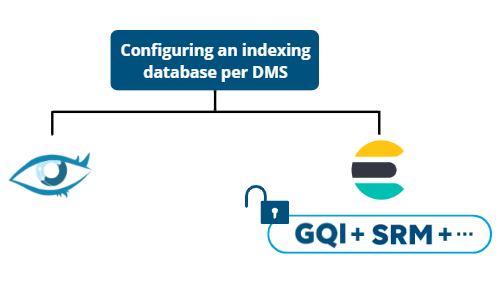 Configuring an indexing
database per DMS
GQI + SRM + ...